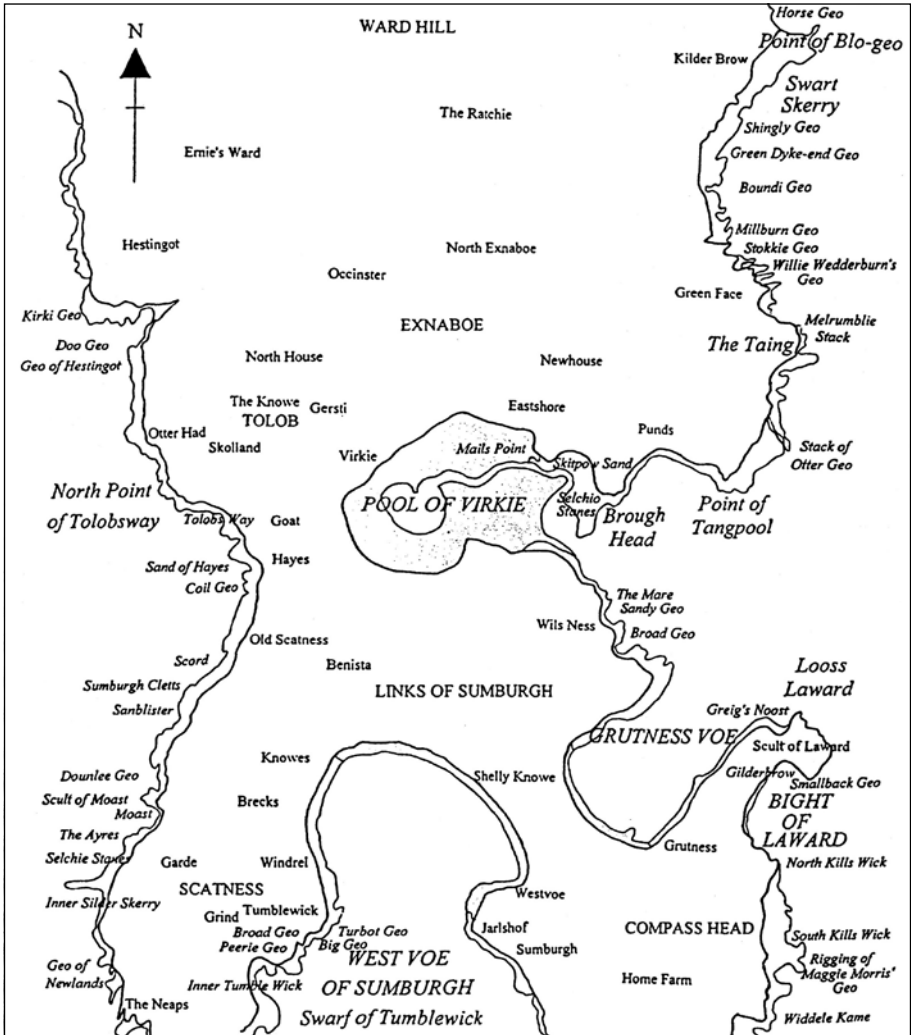 Horse Geo
WARD HILL
N
Point of Blo-geo
Kilder Brow
Swart
Skerry
The Ratchie
Shingly Geo
Ernie's Ward
Green Dyke-end Geo
Boundi Geo
Millburn Geo
Hestingot
North Exnaboe
Stokkie Geo
Willie Wedderburn's
Geo
Occinster
Green Face
Kirki Geo
EXNABOE
Melrumblie
Stack
Doo Geo
The Taing
North House
Newhouse
Geo of Hestingot
The Knowe
Gersti
Eastshore
TOLOB
Otter Had
Punds
Skolland
Mails Point
Virkie
Skitpow Sand
Stack of
Otter Geo
North Point
of Tolobsway
POOL OF VIRKIE
Selchio
Stanes
Point of
Tangpool
Brough
Head
Tolobs Way
Goat
Hayes
Sand of Hayes
Coil Geo
The Mare
Sandy Geo
Wils Ness
Broad Geo
Old Scatness
Scord
Benista
Looss
Laward
Sumburgh Cletts
LINKS OF SUMBURGH
Sanblister
Greig's Noost
GRUTNESS VOE
Scult of Laward
Knowes
Downlee Geo
Shelly Knowe
Gilderbrow
Smallback Geo
Scult of Moast
Brecks
BIGHT
OF
LAWARD
Moast
The Ayres
Grutness
Selchie Stanes
Garde
Windrel
North Kills Wick
SCATNESS
Inner Silder Skerry
Westvoe
Grind
Tumblewick
Broad Geo
Turbot Geo
Jarlshof
COMPASS HEAD
South Kills Wick
Peerie Geo
Big Geo
Sumburgh
WEST VOE
OF SUMBURGH
Rigging of
Maggie Morris'
Geo
Geo of
Newlands
Home Farm
Inner Tumble Wick
The Neaps
Swarf of Tumblewick
Widdele Kame